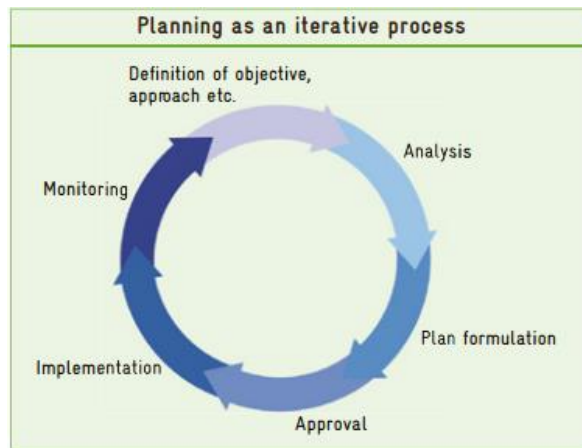 Planning as an iterative process
Definition of objective,
approach etc.
Analysis
Plan formulation
Approval
Implementation
Monitoring